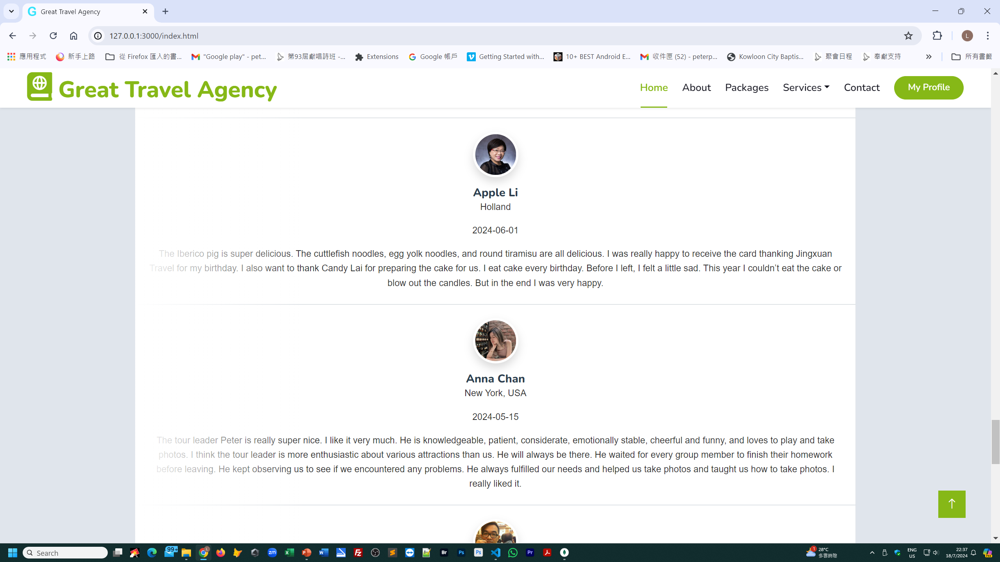 Great Travel Agency
127.0.0.1:3000/index.html
L
應用程式 新手上路 從 Firefox 匯入的書... "Google play" - pet... 第93屆獻唱詩班 -... Extensions Google 帳戶 Getting Started with... 10+ BEST Android E... 收件匣 (52) - peterp... Kowloon City Baptis... 聚會日程 奉獻支持 » 所有書籤
Great Travel Agency
Home About Packages Services Contact My Profile
Apple Li
Holland
2024-06-01
The Iberico pig is super delicious. The cuttlefish noodles, egg yolk noodles, and round tiramisu are all delicious. I was really happy to receive the card thanking Jingxuan
Travel for my birthday. I also want to thank Candy Lai for preparing the cake for us. I eat cake every birthday. Before I left, I felt a little sad. This year I couldn’t eat the cake or
blow out the candles. But in the end I was very happy.
Anna Chan
New York, USA
2024-05-15
The tour leader Peter is really super nice. I like it very much. He is knowledgeable, patient, considerate, emotionally stable, cheerful and funny, and loves to play and take
photos. I think the tour leader is more enthusiastic about various attractions than us. He will always be there. He waited for every group member to finish their homework
before leaving. He kept observing us to see if we encountered any problems. He always fulfilled our needs and helped us take photos and taught us how to take photos. I
really liked it.
Search
99+
L
zm
Br
Ps
Ps
Pr
1
28°C
多雲時陰
ENG
US
22:37
18/7/2024
PRE